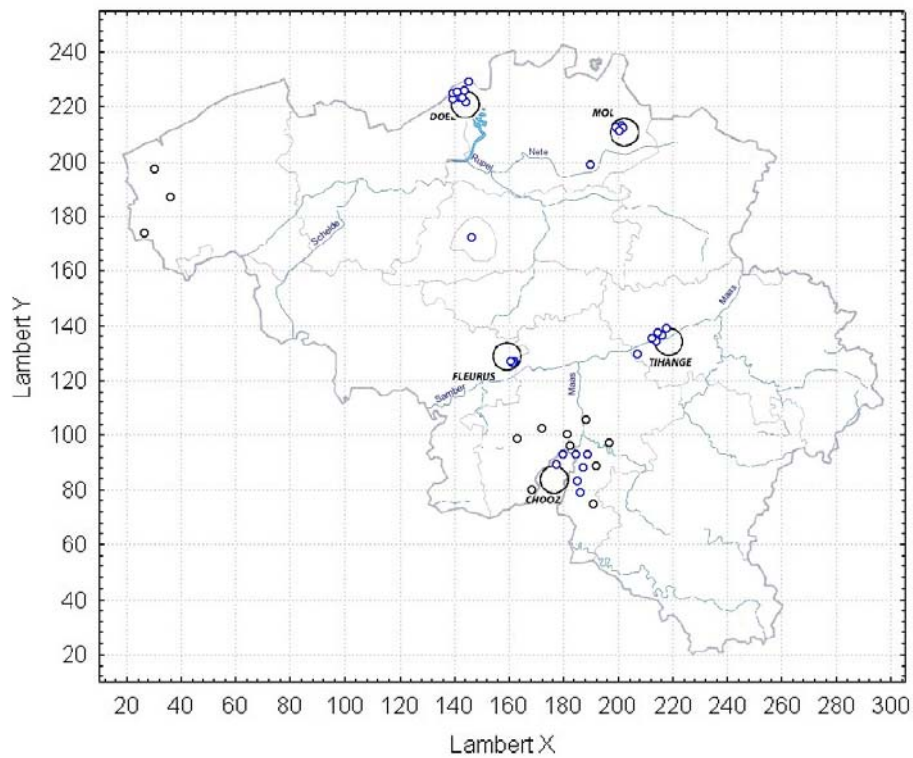 240
220
200
180
160
140
120
100
80
60
40
20
Lambert Y
DOEL
MOL
Rupel
Nete
Schelde
Maas
FLEURUS
TIHANGE
Samber
Maas
CHOOZ
20 40 60 80 100 120 140 160 180 200 220 240 260 280 300
Lambert X